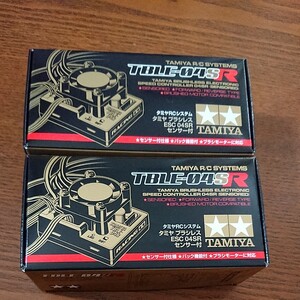 TAMIYA R/C SYSTEMS
TBLE-04SR
TAMIYA BRUSHLESS ELECTRONIC
SPEED CONTROLLER 04SR SENSORED
★SENSORED ★FORWARD/REVERSE TYPE
★BRUSHED MOTOR COMPATIBLE
タミヤRCシステム
タミヤ ブラシレス
ESC 04SR
センサー付
TAMIYA
★センサー付仕様 ★バック機能付 ★ブラシモーターに対応
TAMIYA R/C SYSTEMS
TBLE-04SR
TAMIYA BRUSHLESS ELECTRONIC
SPEED CONTROLLER 04SR SENSORED
★SENSORED ★FORWARD/REVERSE TYPE
★BRUSHED MOTOR COMPATIBLE
タミヤRCシステム
タミヤ ブラシレス
ESC 04SR
センサー付
TAMIYA
★センサー付仕様 ★バック機能付 ★ブラシモーターに対応